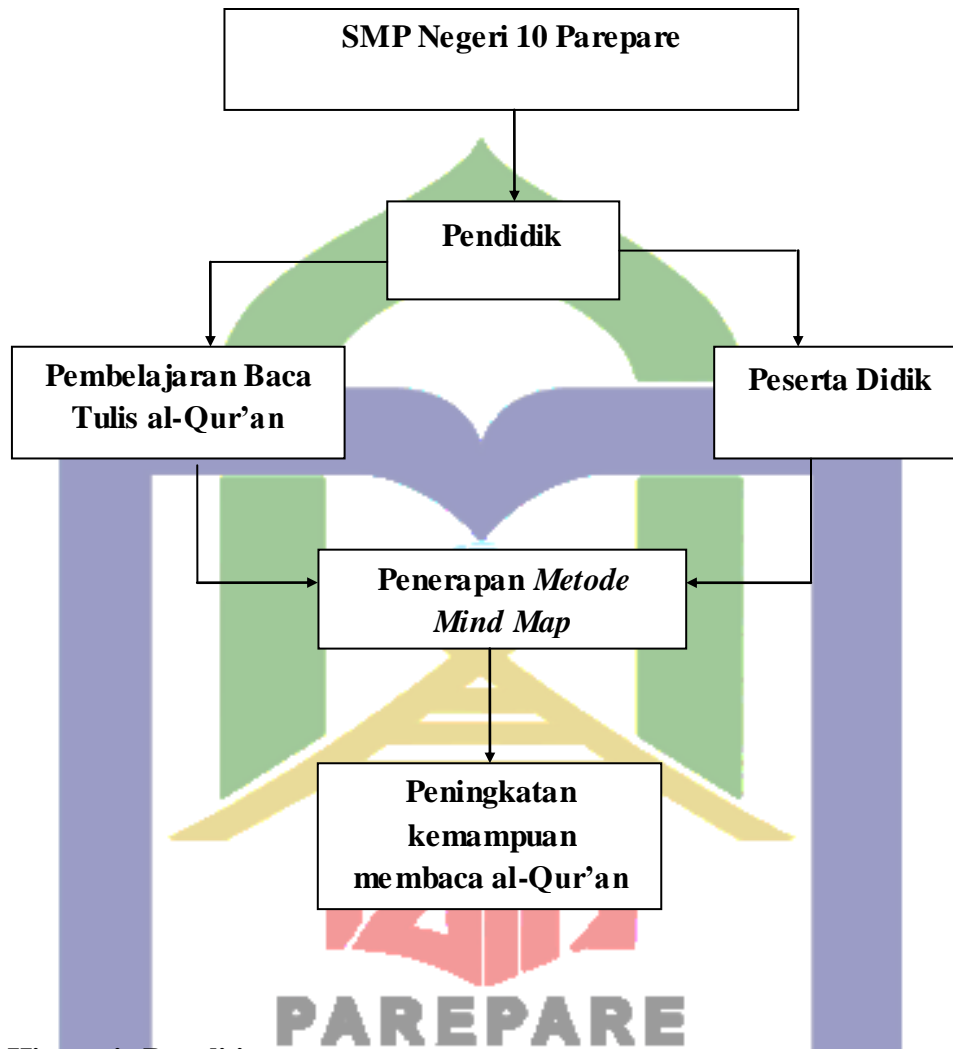 SMP Negeri 10 Parepare
Pendidik
Pembelajaran Baca
Tulis al-Qur’an
Peserta Didik
Penerapan Metode
Mind Map
Peningkatan
kemampuan
membaca al-Qur’an
PAREPARE